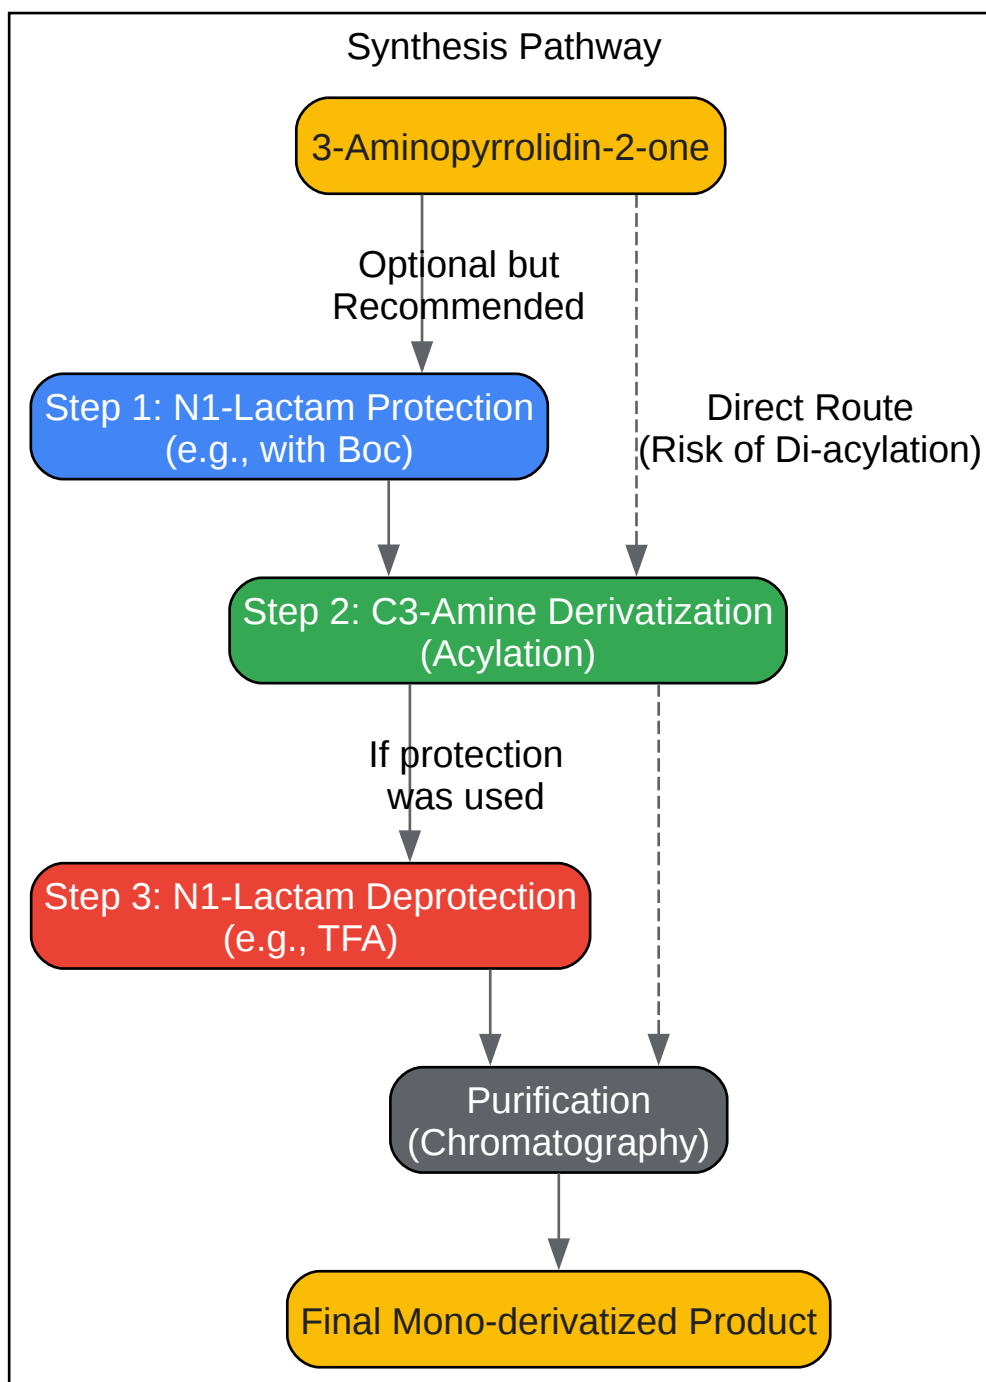 Synthesis Pathway
3-Aminopyrrolidin-2-one
Optional but
Recommended
Step 1: N1-Lactam Protection
(e.g., with Boc)
Direct Route
(Risk of Di-acylation)
Step 2: C3-Amine Derivatization
(Acylation)
If protection
was used
Step 3: N1-Lactam Deprotection
(e.g., TFA)
Purification
(Chromatography)
Final Mono-derivatized Product